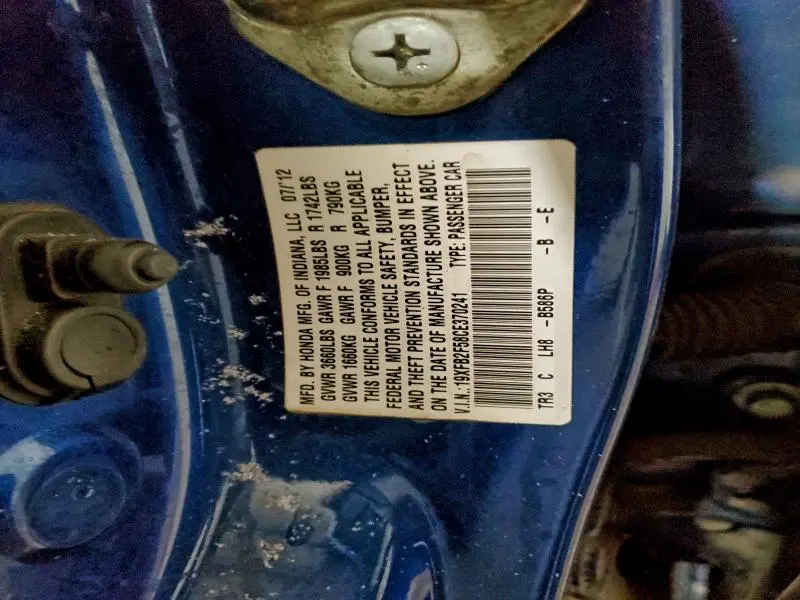 MFD. BY HONDA MFG. OF INDIANA, LLC 07/12
GVWR 3660LBS GAWR F 1985LBS R 1742LBS
GVWR 1660KG GAWR F 900KG R 790KG
THIS VEHICLE CONFORMS TO ALL APPLICABLE
FEDERAL MOTOR VEHICLE SAFETY, BUMPER,
AND THEFT PREVENTION STANDARDS IN EFFECT
ON THE DATE OF MANUFACTURE SHOWN ABOVE.
V.I.N. 19XFB2F58CE370241 TYPE: PASSENGER CAR
TR3 C LH8 -B586P -B -E